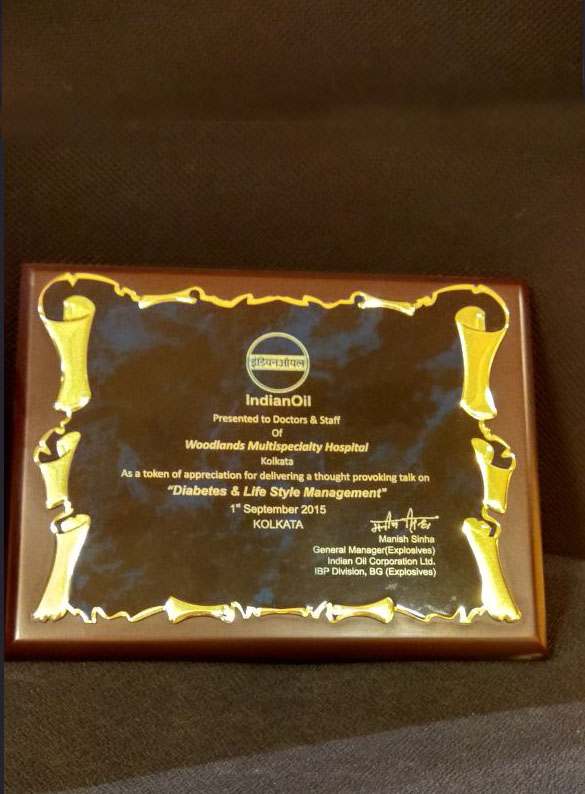 इंडियनऑयल
IndianOil
Presented to Doctors & Staff
Of
Woodlands Multispecialty Hospital
Kolkata
As a token of appreciation for delivering a thought provoking talk on
"Diabetes & Life Style Management"
1st September 2015
KOLKATA
मनीष सिन्हा
Manish Sinha
General Manager(Explosives)
Indian Oil Corporation Ltd.
IBP Division, BG (Explosives)